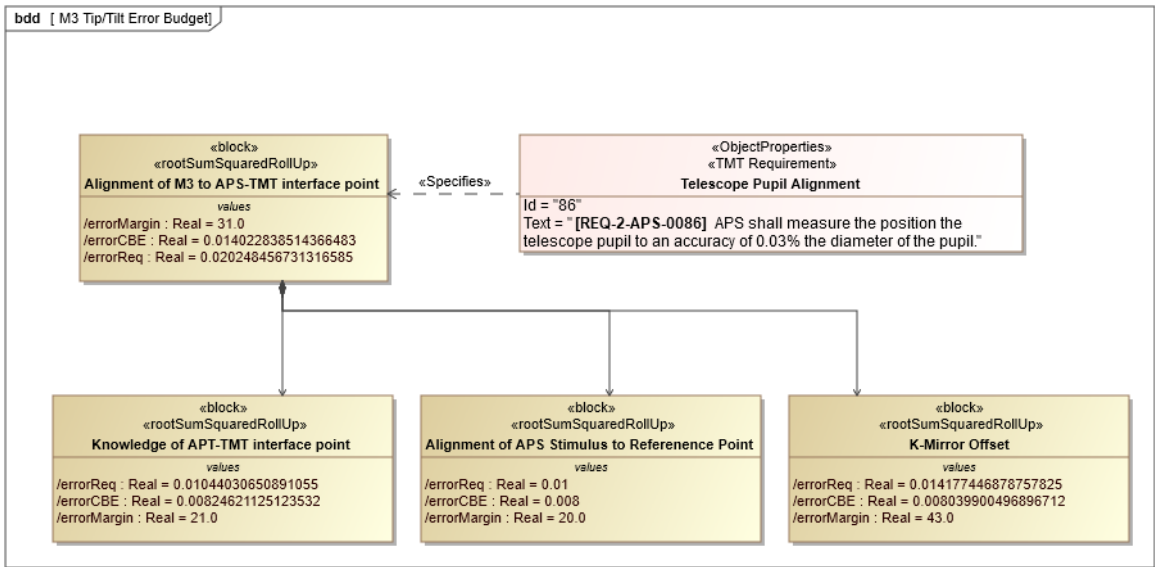 bdd [ M3 Tip/Tilt Error Budget]
«block»
«rootSumSquaredRollUp»
Alignment of M3 to APS-TMT interface point
values
/errorMargin : Real = 31.0
/errorCBE : Real = 0.014022838514366483
/errorReq : Real = 0.020248456731316585
«Specifies»
«ObjectProperties»
«TMT Requirement»
Telescope Pupil Alignment
Id = "86"
Text = " [REQ-2-APS-0086] APS shall measure the position the
telescope pupil to an accuracy of 0.03% the diameter of the pupil."
«block»
«rootSumSquaredRollUp»
Knowledge of APT-TMT interface point
values
/errorReq : Real = 0.01044030650891055
/errorCBE : Real = 0.00824621125123532
/errorMargin : Real = 21.0
«block»
«rootSumSquaredRollUp»
Alignment of APS Stimulus to Referenence Point
values
/errorReq : Real = 0.01
/errorCBE : Real = 0.008
/errorMargin : Real = 20.0
«block»
«rootSumSquaredRollUp»
K-Mirror Offset
values
/errorReq : Real = 0.014177446878757825
/errorCBE : Real = 0.008039900496896712
/errorMargin : Real = 43.0